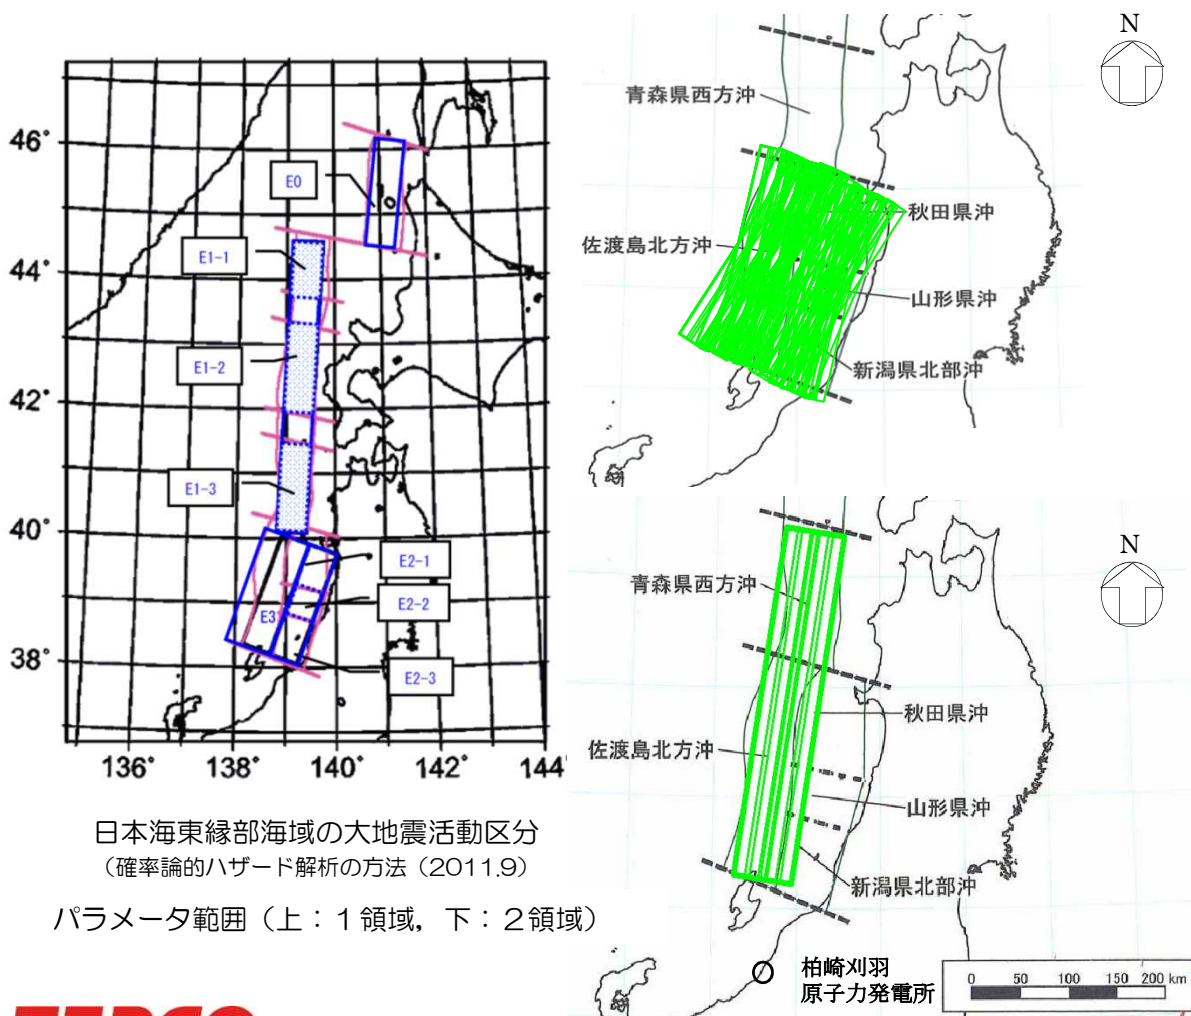 46°
44°
42°
40°
38°
136°
138°
140°
142°
144°
E0
E1-1
E1-2
E1-3
E2-1
E2-2
E3
E2-3
日本海東縁部海域の大地震活動区分
（確率論的ハザード解析の方法（2011.9）
パラメータ範囲（上：１領域，下：２領域）
N
青森県西方沖
秋田県沖
佐渡島北方沖
山形県沖
新潟県北部沖
N
青森県西方沖
秋田県沖
佐渡島北方沖
山形県沖
新潟県北部沖
柏崎刈羽
原子力発電所
0 50 100 150 200 km
TEPCO